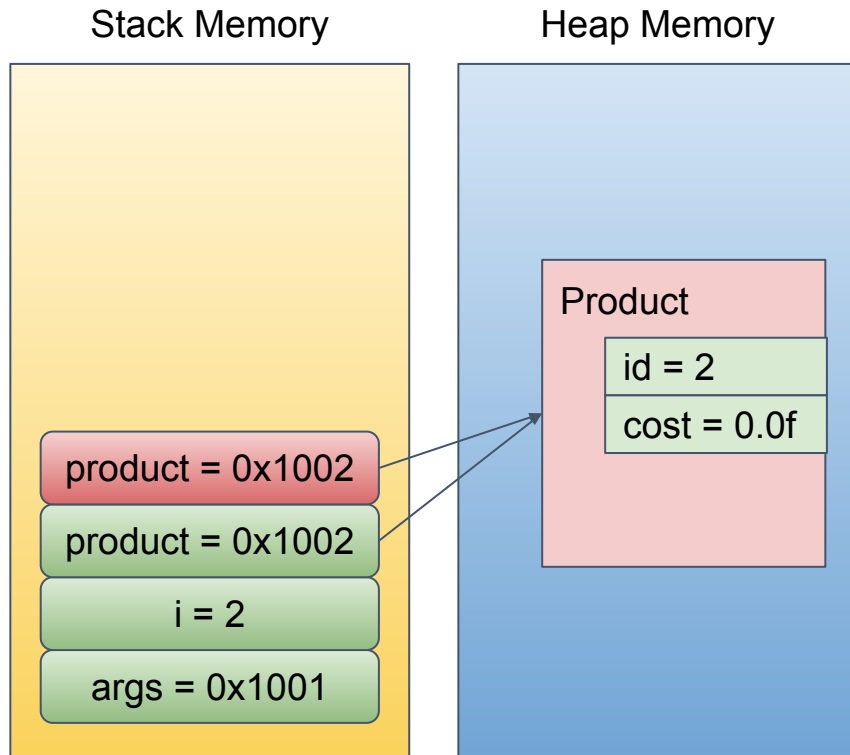 Stack Memory
Heap Memory
product = 0x1002
product = 0x1002
i = 2
args = 0x1001
Product
id = 2
cost = 0.0f